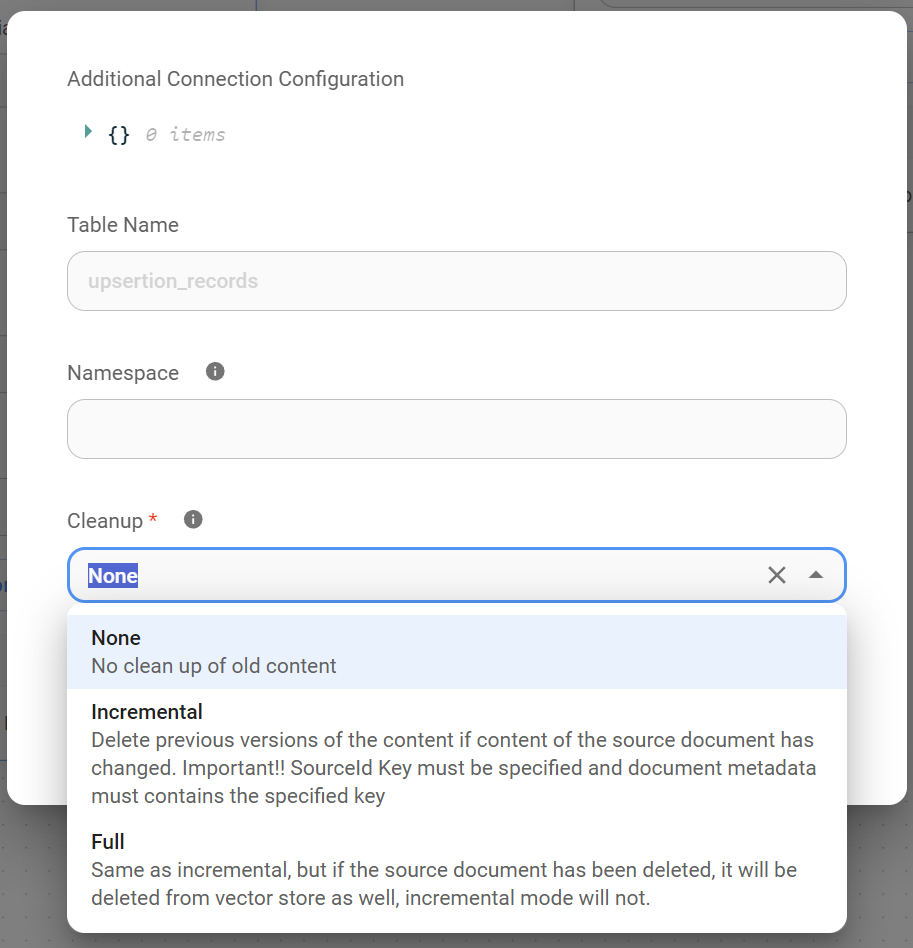 Additional Connection Configuration
{} 0 items
Table Name
upsertion_records
Namespace
Cleanup *
None
None
No clean up of old content
Incremental
Delete previous versions of the content if content of the source document has
changed. Important!! SourceId Key must be specified and document metadata
must contains the specified key
Full
Same as incremental, but if the source document has been deleted, it will be
deleted from vector store as well, incremental mode will not.